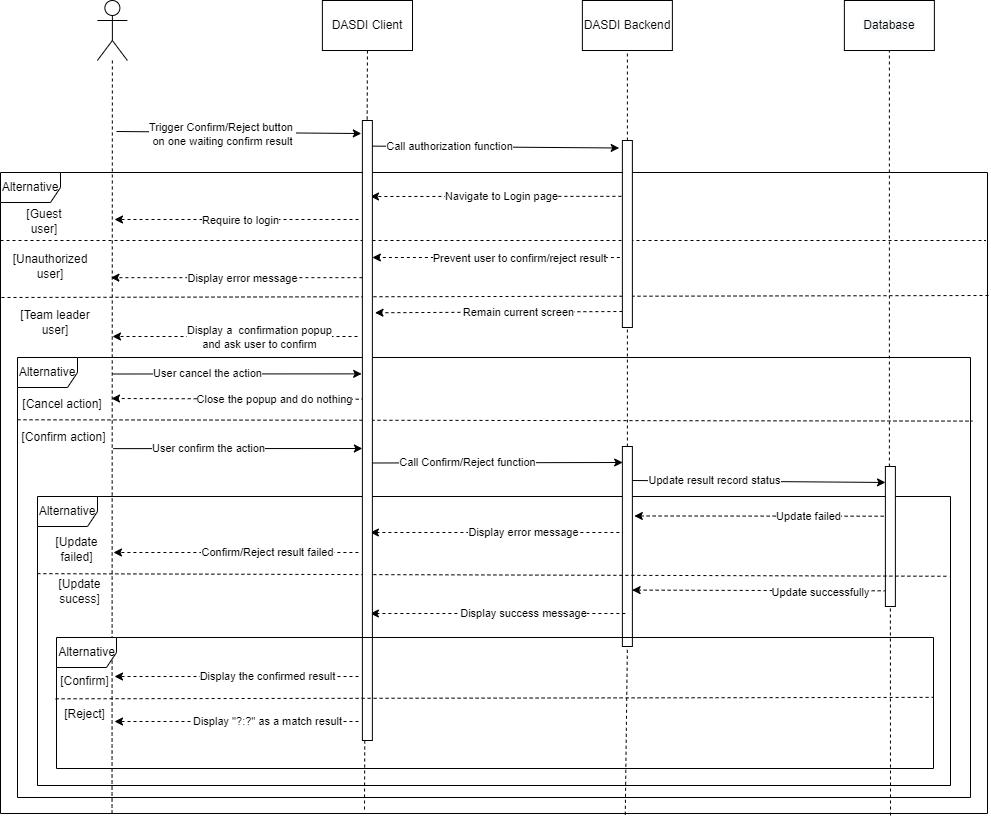 DASDI Client
DASDI Backend
Database
Trigger Confirm/Reject button
on one waiting confirm result
Call authorization function
Alternative
Navigate to Login page
[Guest
user]
Require to login
[Unauthorized
user]
Prevent user to confirm/reject result
Display error message
[Team leader
user]
Remain current screen
Display a confirmation popup
and ask user to confirm
Alternative
User cancel the action
[Cancel action]
Close the popup and do nothing
[Confirm action]
User confirm the action
Call Confirm/Reject function
Update result record status
Alternative
Update failed
Display error message
[Update
failed]
Confirm/Reject result failed
[Update
sucess]
Update successfully
Display success message
Alternative
[Confirm]
Display the confirmed result
[Reject]
Display "?:?" as a match result